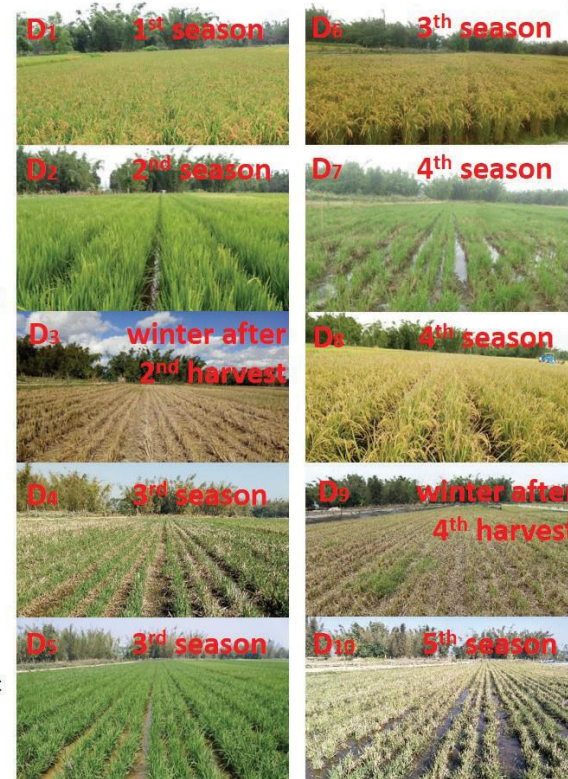 D1 1st season
D2 2nd season
D3 winter after
2nd harvest
D4 3rd season
D5 3rd season
D6 3th season
D7 4th season
D8 4th season
D9 winter after
4th harvest
D10 5th season